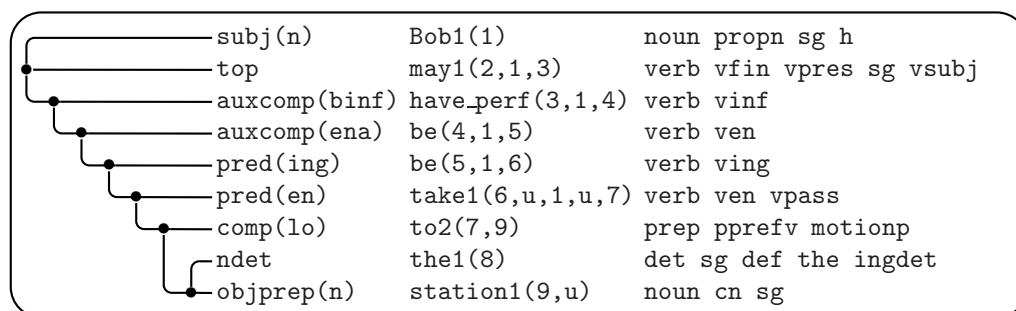 subj(n) Bob1(1) noun propn sg h
top may1(2,1,3) verb vfin vpres sg vsubj
auxcomp(binf) have_perf(3,1,4) verb vinf
auxcomp(ena) be(4,1,5) verb ven
pred(ing) be(5,1,6) verb ving
pred(en) take1(6,u,1,u,7) verb ven vpass
comp(lo) to2(7,9) prep pprefv motionp
ndet the1(8) det sg def the ingdet
objprep(n) station1(9,u) noun cn sg